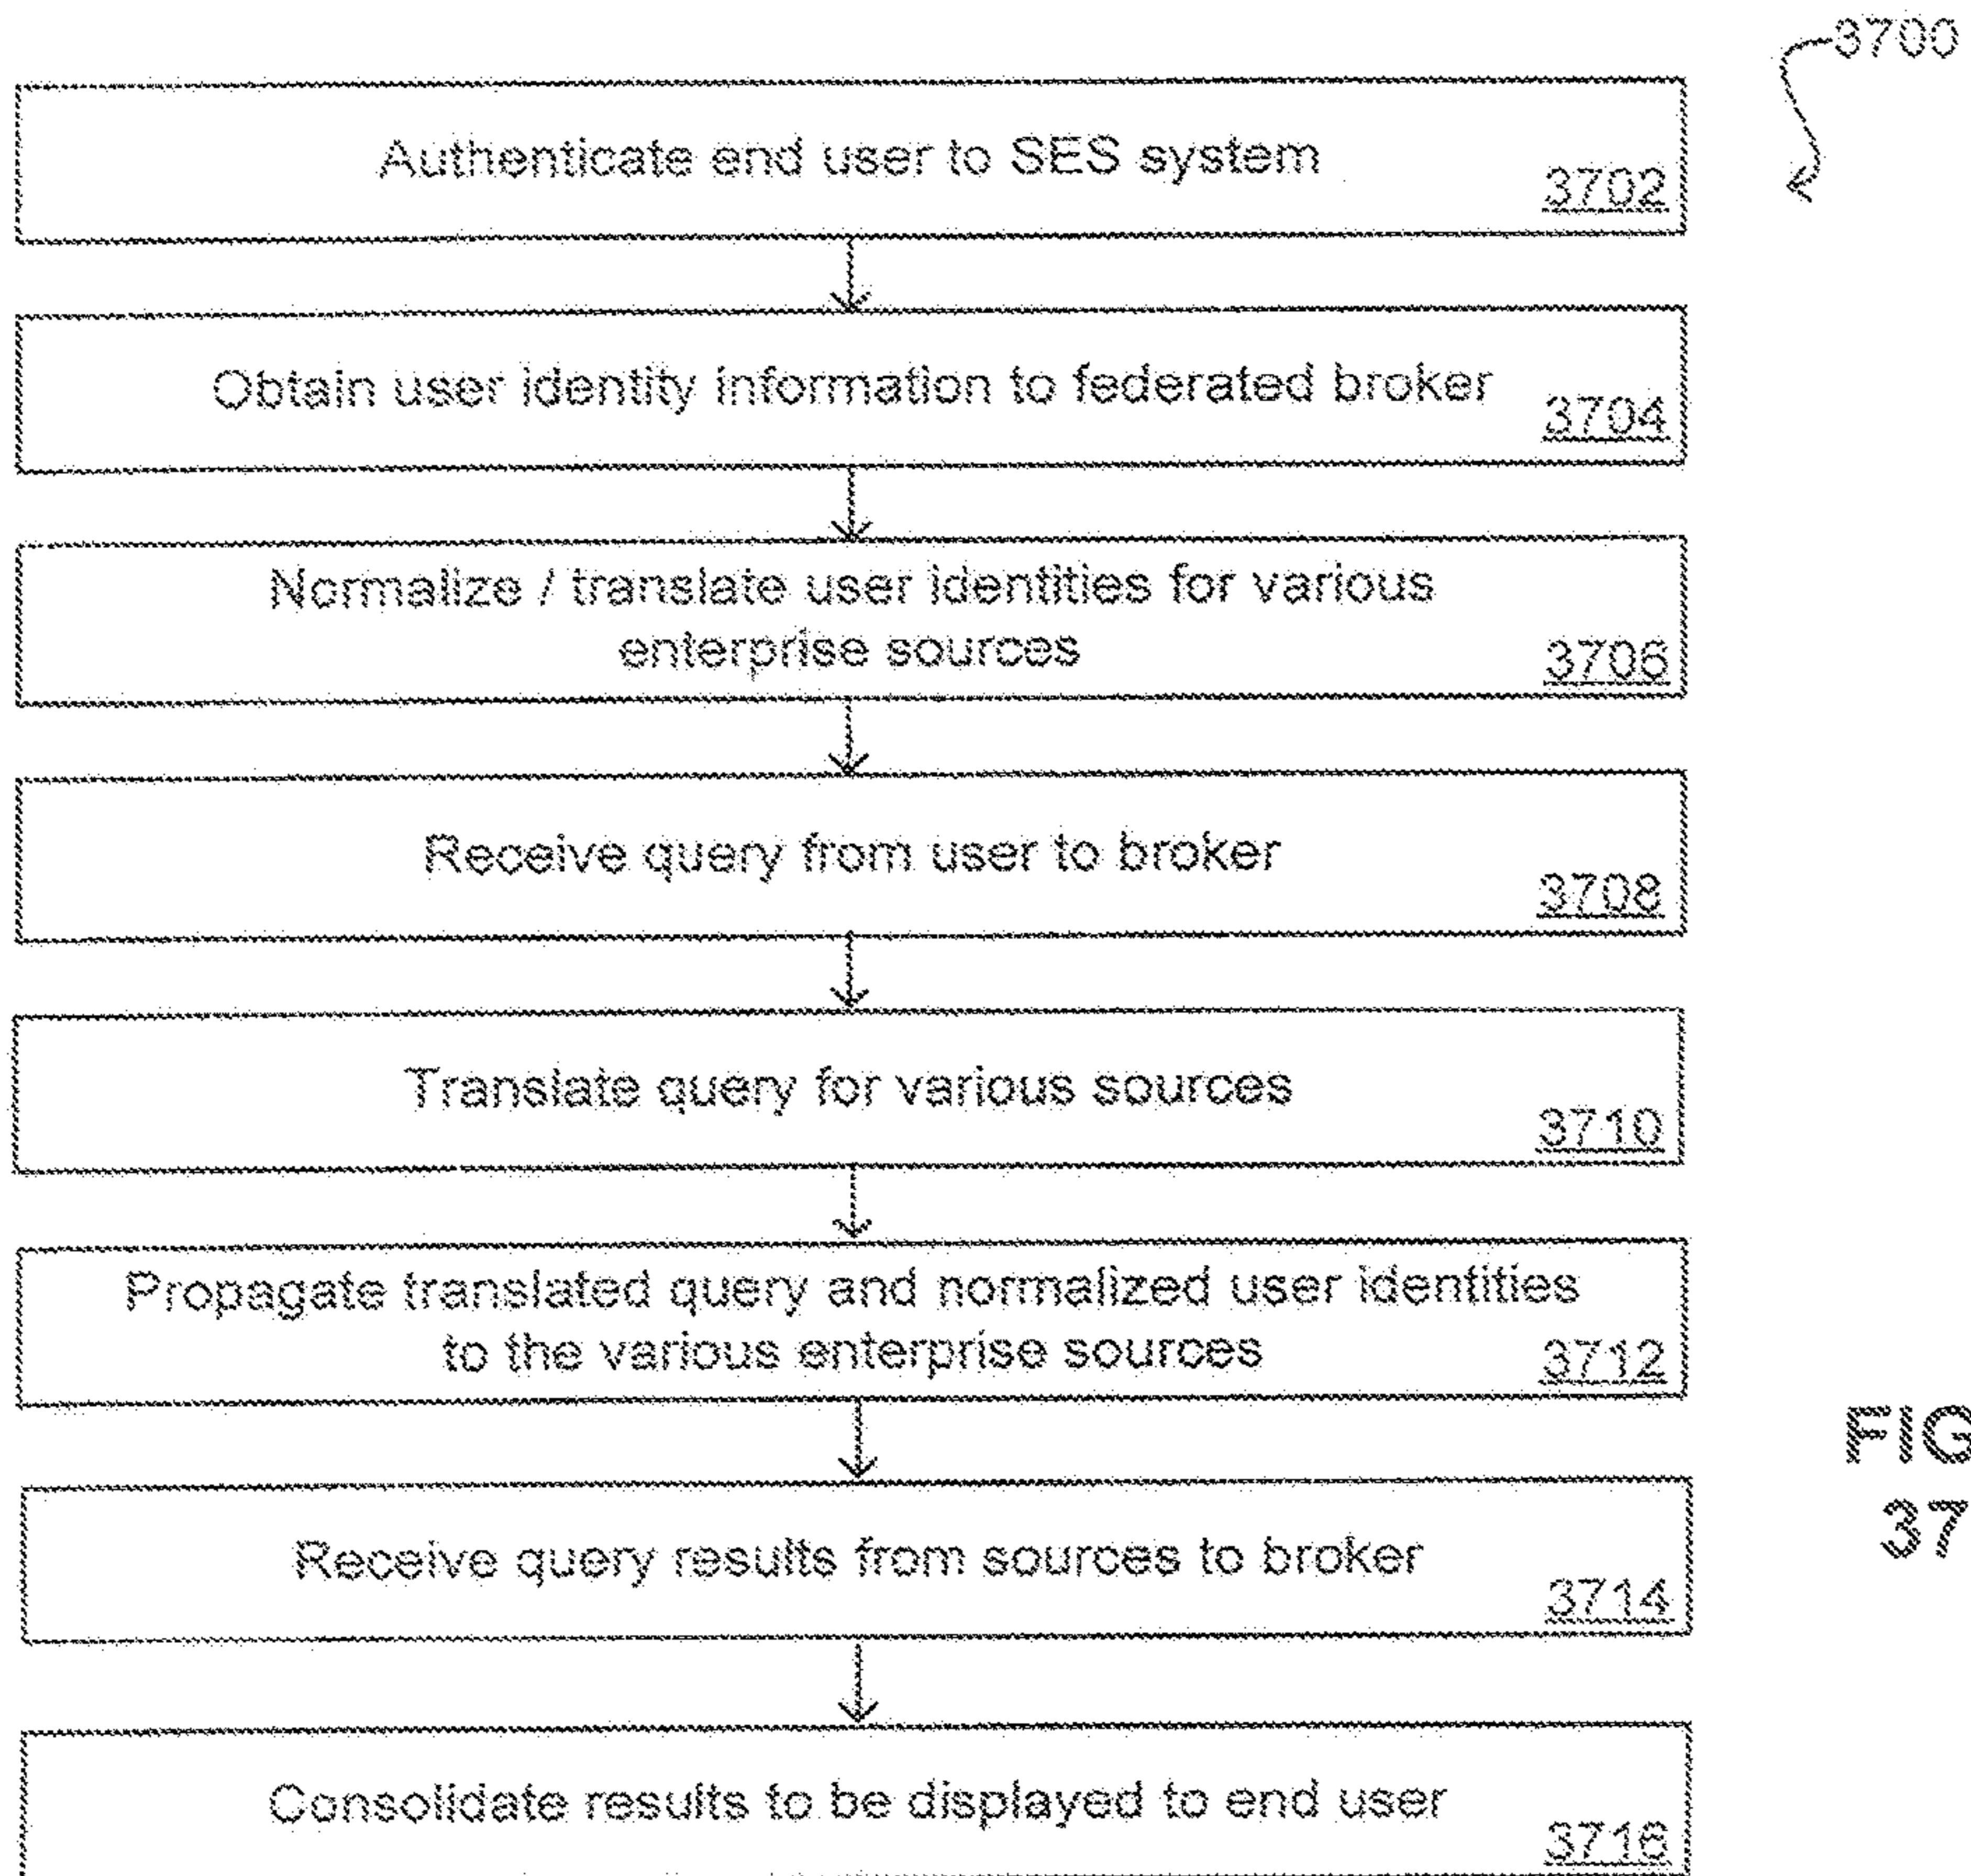 3700
Authenticate end user to SES system
3702
Obtain user identity information to federated broker
3704
Normalize / translate user identities for various
enterprise sources
3706
Receive query from user to broker
3708
Translate query for various sources
3710
Propagate translated query and normalized user identities
to the various enterprise sources
3712
Receive query results from sources to broker
3714
Consolidate results to be displayed to end user
3716
FIG
37